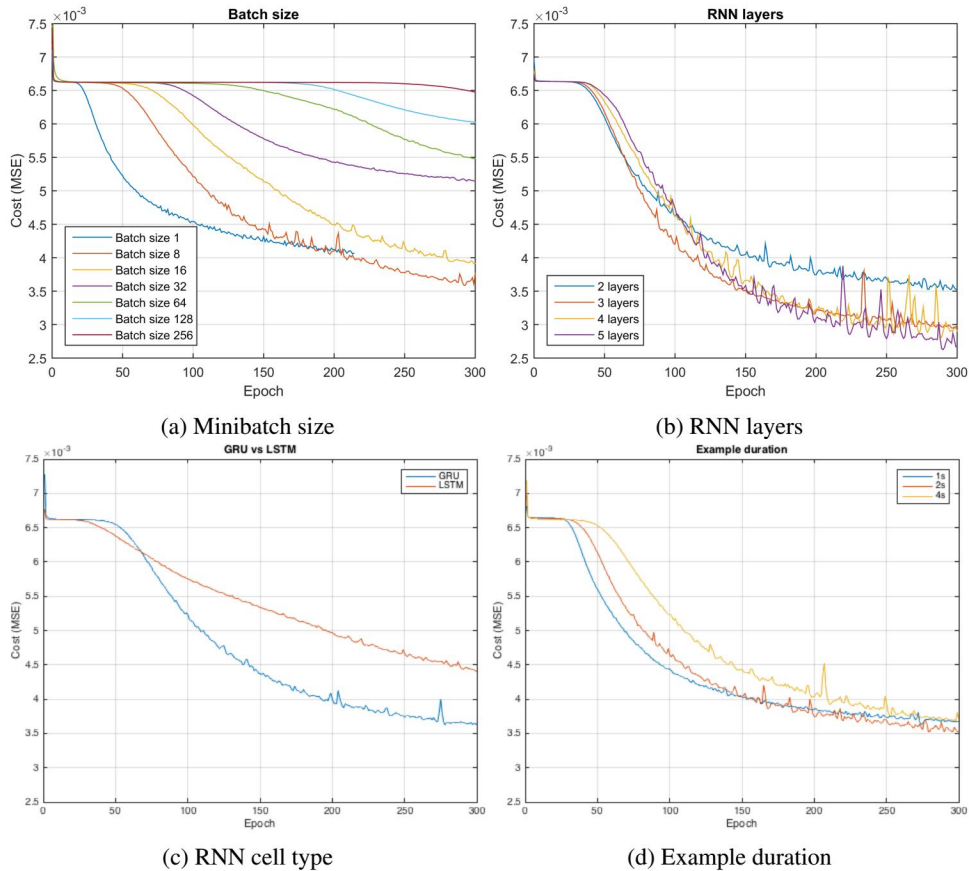 Batch size
×10⁻³
7.5
7
6.5
6
5.5
5
4.5
4
3.5
3
2.5
Cost (MSE)
Batch size 1
Batch size 8
Batch size 16
Batch size 32
Batch size 64
Batch size 128
Batch size 256
0 50 100 150 200 250 300
Epoch
(a) Minibatch size
RNN layers
×10⁻³
7.5
7
6.5
6
5.5
5
4.5
4
3.5
3
2.5
Cost (MSE)
2 layers
3 layers
4 layers
5 layers
0 50 100 150 200 250 300
Epoch
(b) RNN layers
GRU vs LSTM
×10⁻³
7.5
7
6.5
6
5.5
5
4.5
4
3.5
3
2.5
Cost (MSE)
GRU
LSTM
0 50 100 150 200 250 300
Epoch
(c) RNN cell type
Example duration
×10⁻³
7.5
7
6.5
6
5.5
5
4.5
4
3.5
3
2.5
Cost (MSE)
1s
2s
4s
0 50 100 150 200 250 300
Epoch
(d) Example duration